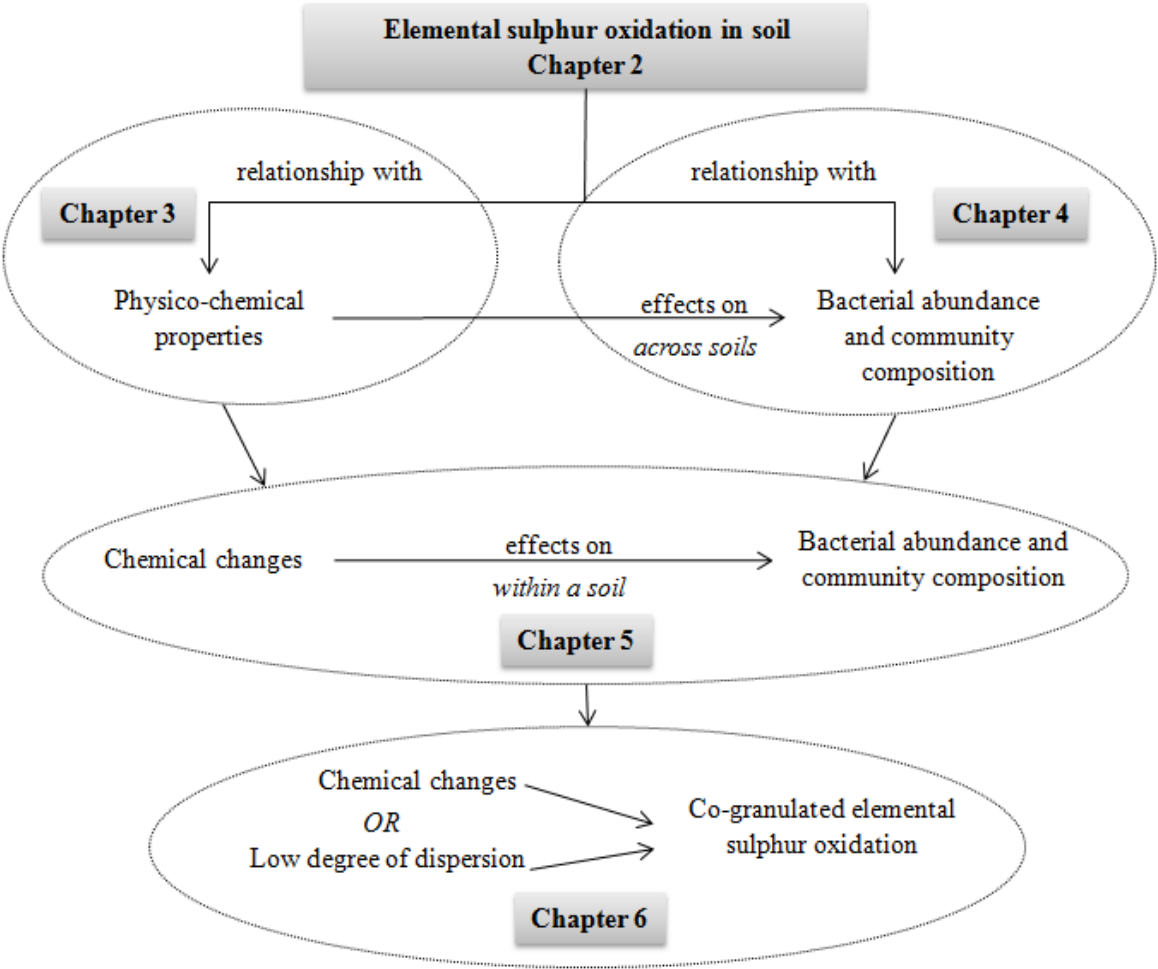 Elemental sulphur oxidation in soil
Chapter 2
relationship with
relationship with
Chapter 3
Chapter 4
Physico-chemical
properties
effects on
across soils
Bacterial abundance
and community
composition
Chemical changes
effects on
within a soil
Bacterial abundance and
community composition
Chapter 5
Chemical changes
OR
Low degree of dispersion
Co-granulated elemental
sulphur oxidation
Chapter 6